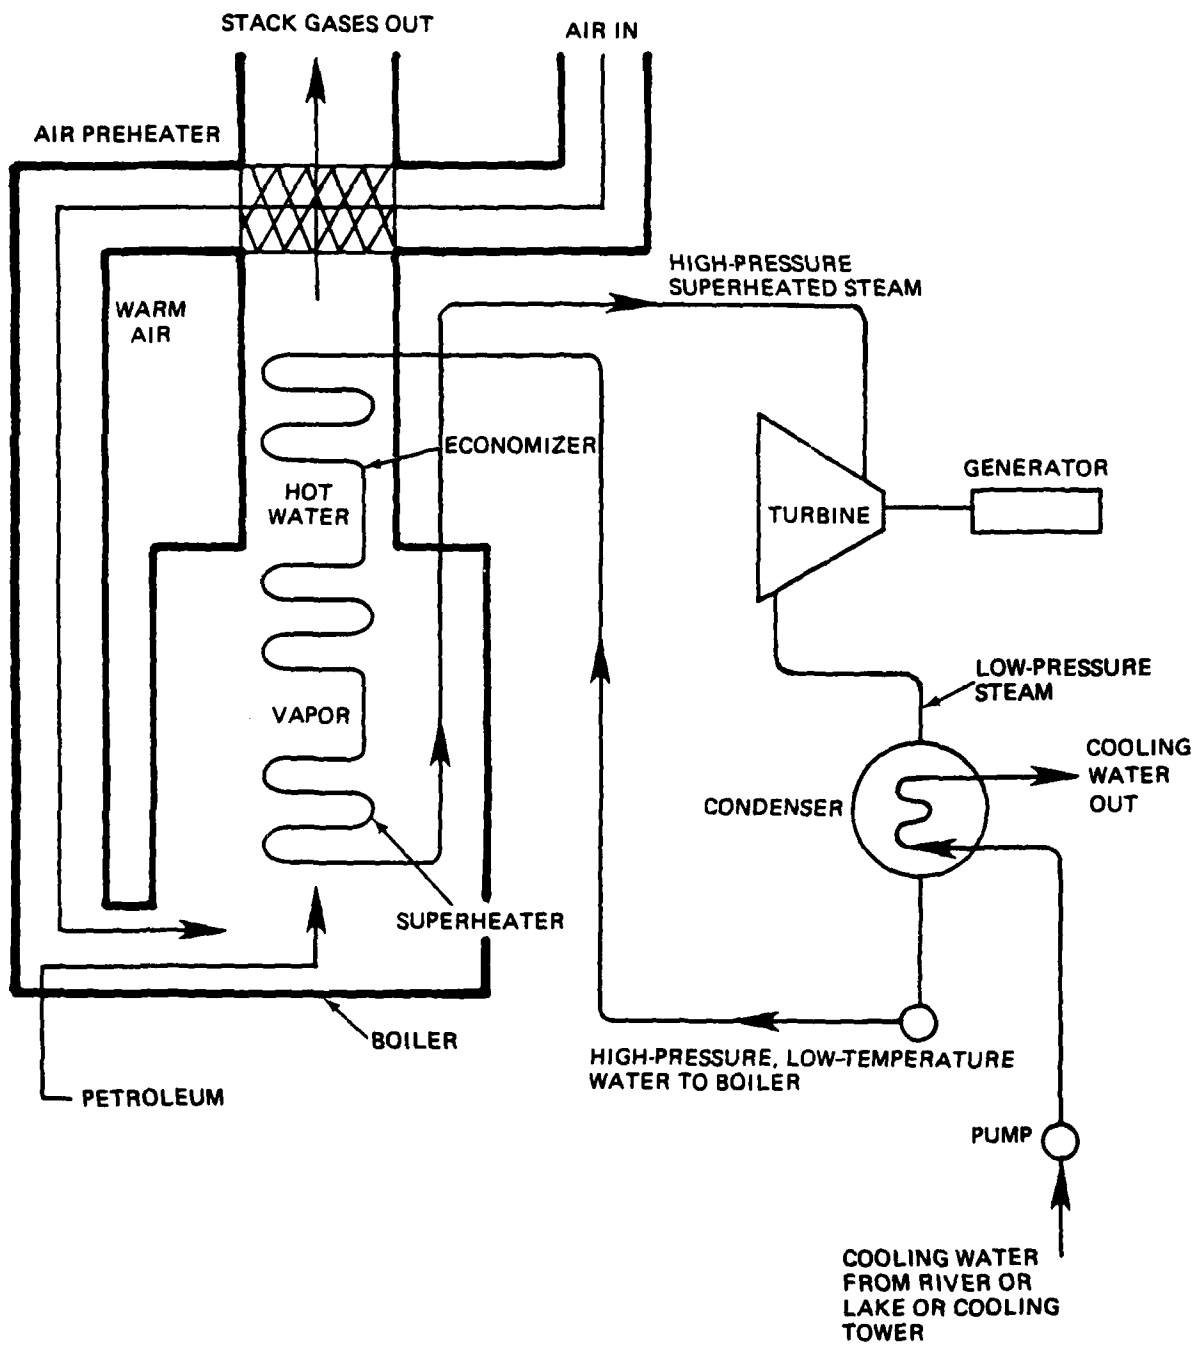 STACK GASES OUT
AIR IN
AIR PREHEATER
HIGH-PRESSURE
SUPERHEATED STEAM
WARM
AIR
ECONOMIZER
HOT
WATER
GENERATOR
TURBINE
LOW-PRESSURE
STEAM
VAPOR
COOLING
WATER
OUT
CONDENSER
SUPERHEATER
BOILER
HIGH-PRESSURE, LOW-TEMPERATURE
WATER TO BOILER
PETROLEUM
PUMP
COOLING WATER
FROM RIVER OR
LAKE OR COOLING
TOWER